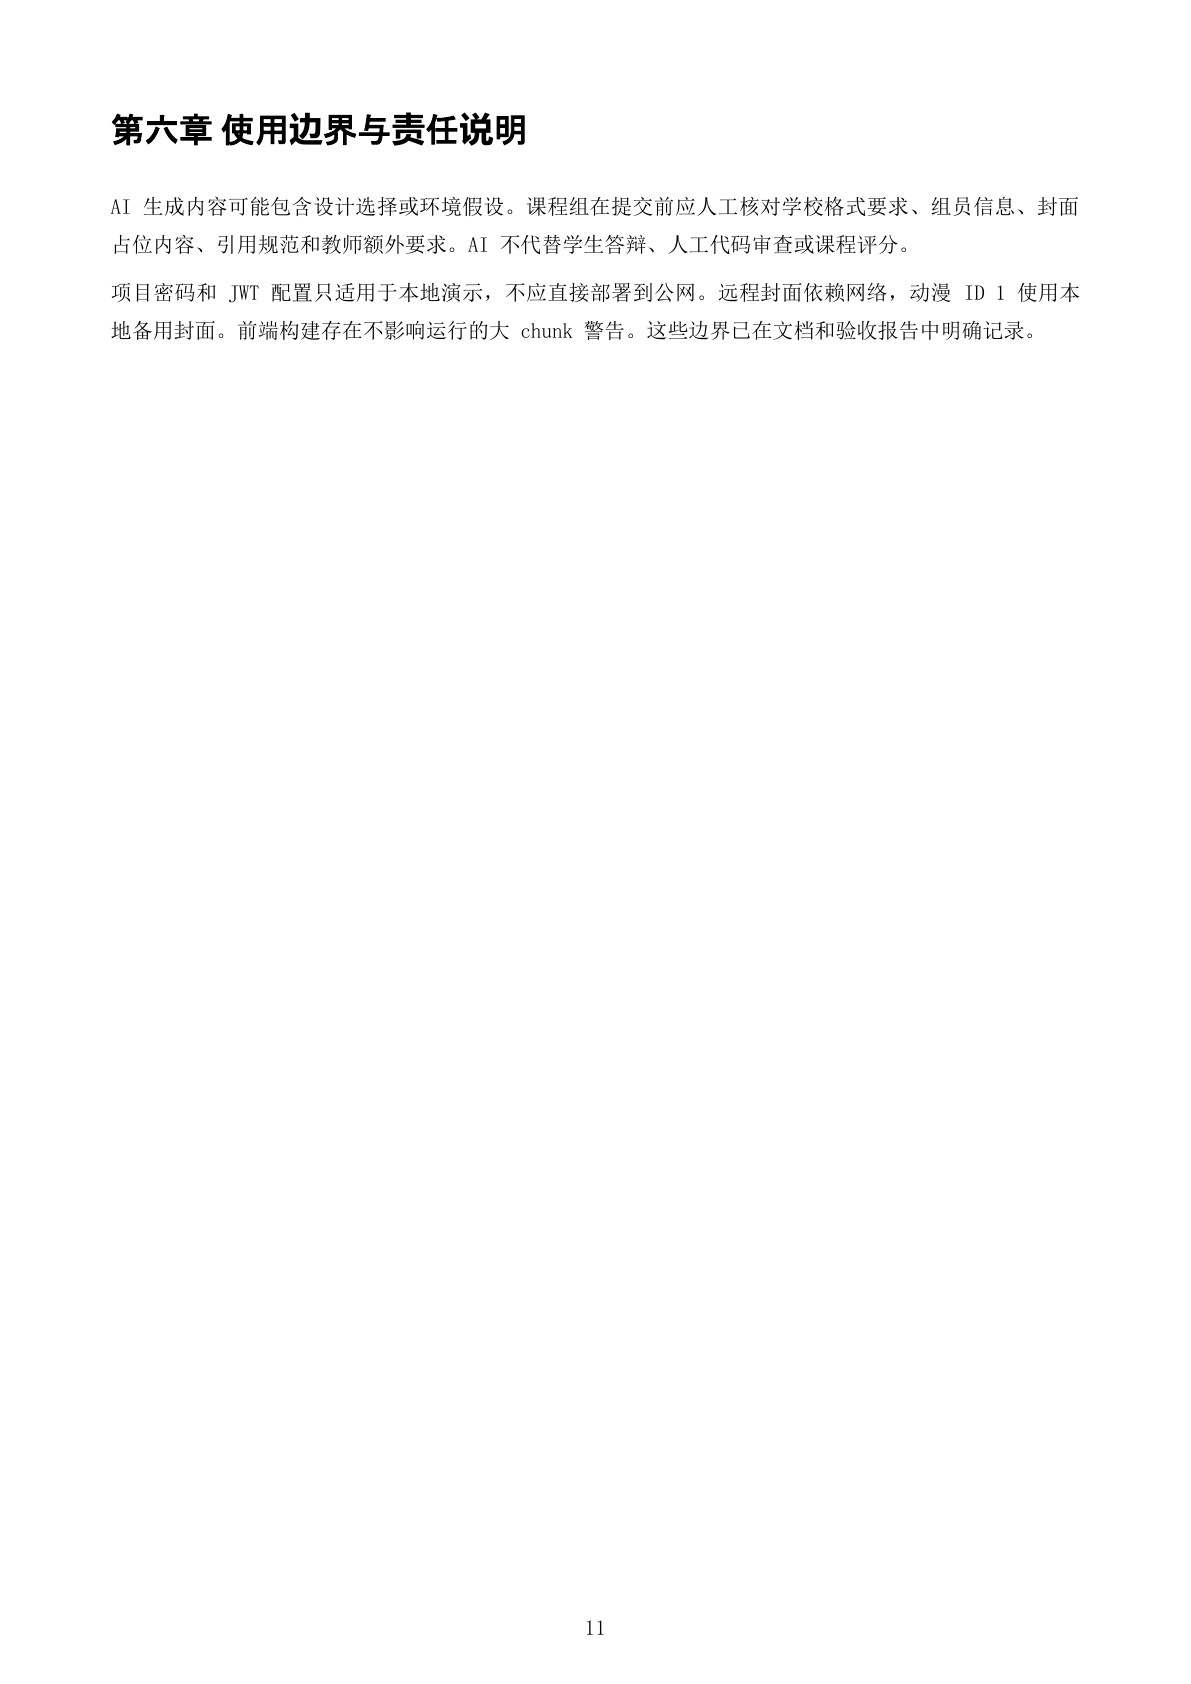 第六章 使用边界与责任说明
AI 生成内容可能包含设计选择或环境假设。课程组在提交前应人工核对学校格式要求、组员信息、封面
占位内容、引用规范和教师额外要求。AI 不代替学生答辩、人工代码审查或课程评分。
项目密码和 JWT 配置只适用于本地演示，不应直接部署到公网。远程封面依赖网络，动漫 ID 1 使用本
地备用封面。前端构建存在不影响运行的大 chunk 警告。这些边界已在文档和验收报告中明确记录。
11